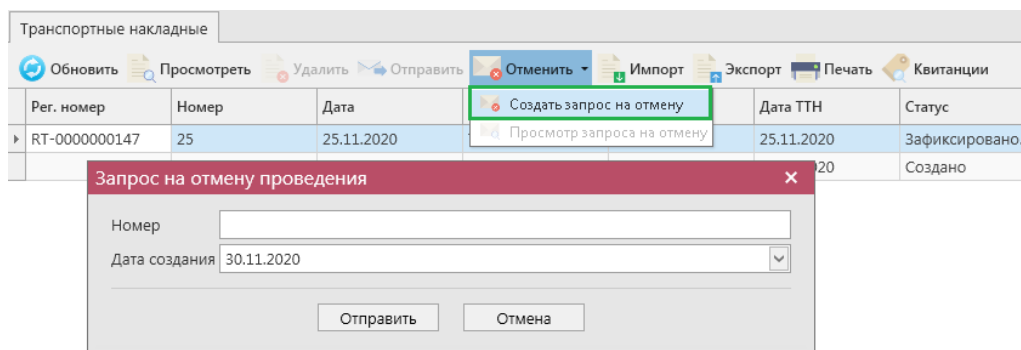 Транспортные накладные
Обновить Просмотреть Удалить Отправить Отменить Импорт Экспорт Печать Квитанции
Рег. номер Номер Дата Создать запрос на отмену Дата ТТН Статус
RT-0000000147 25 25.11.2020 Просмотр запроса на отмену 25.11.2020 Зафиксировано.
20 Создано
Запрос на отмену проведения
Номер
Дата создания 30.11.2020
Отправить Отмена